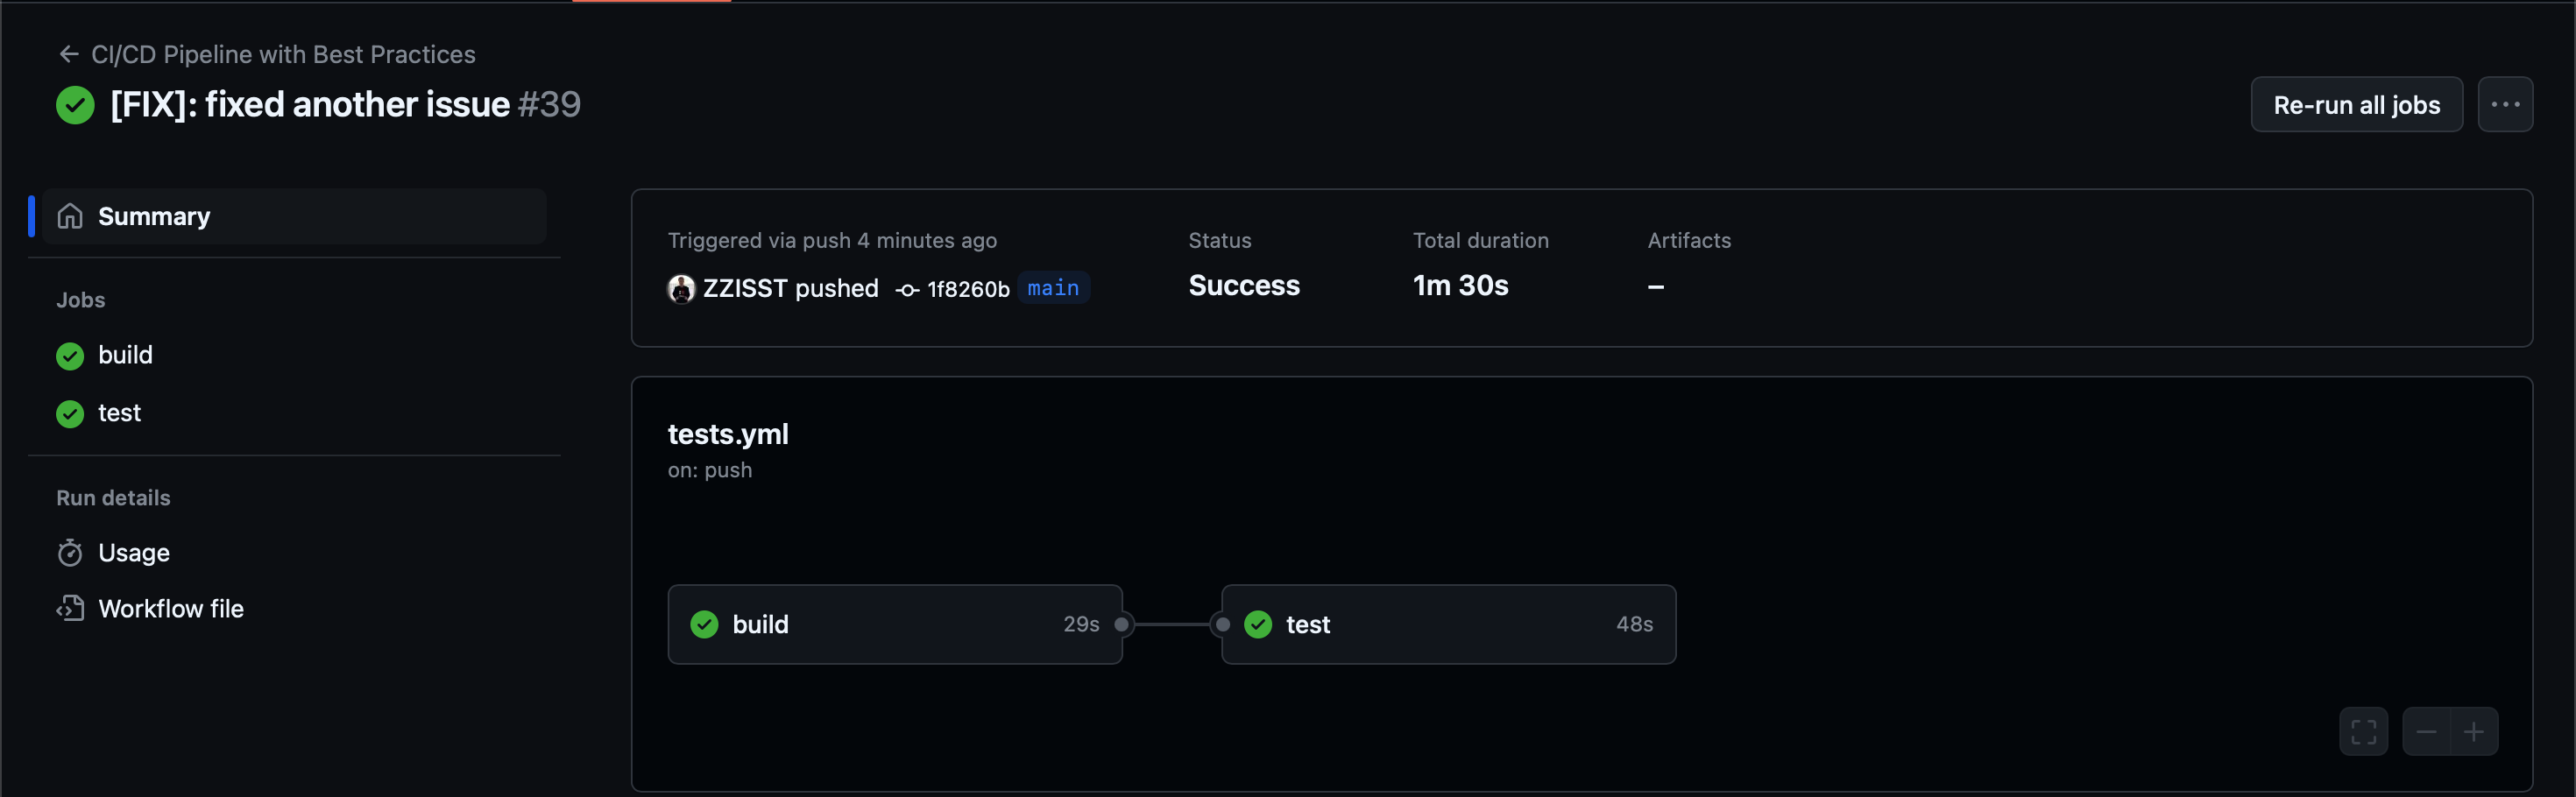 CI/CD Pipeline with Best Practices
[FIX]: fixed another issue #39
Re-run all jobs
Summary
Jobs
build
test
Run details
Usage
Workflow file
Triggered via push 4 minutes ago
ZZISST pushed 1f8260b main
Status
Success
Total duration
1m 30s
Artifacts
–
tests.yml
on: push
build 29s
test 48s